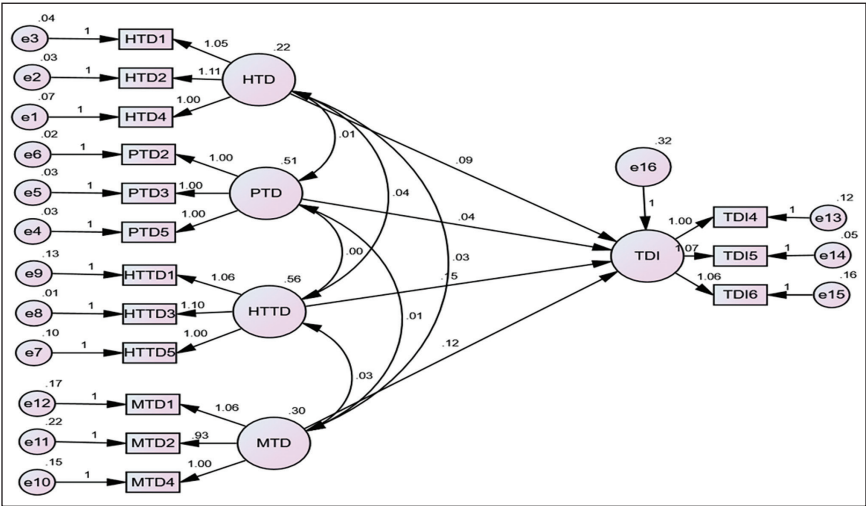 .04
e3 1 HTD1 1.05 .22
.03
e2 1 HTD2 1.11 HTD
.07
e1 1 HTD4 1.00
.02
e6 1 PTD2 1.00 .51
.03
e5 1 PTD3 1.00 PTD
.03
e4 1 PTD5 1.00
.13
e9 1 HTTD1 1.06 .56
.01
e8 1 HTTD3 1.10 HTTD
.10
e7 1 HTTD5 1.00
.17
e12 1 MTD1 1.06 .30
.22
e11 1 MTD2 .93 MTD
.15
e10 1 MTD4 1.00
.01
.04
.00
.03
.01
.03
.09
.04
.15
.12
.32
e16
1
TDI
1.00 TDI4 1 e13 .12
1.07 TDI5 1 e14 .05
1.06 TDI6 1 e15 .16